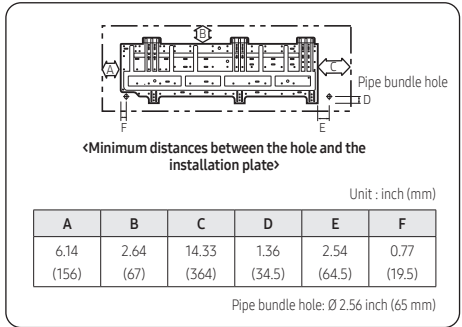 B
A
C
Pipe bundle hole
D
F
E
<Minimum distances between the hole and the
installation plate>
Unit : inch (mm)
A B C D E F
6.14 2.64 14.33 1.36 2.54 0.77
(156) (67) (364) (34.5) (64.5) (19.5)
Pipe bundle hole: Ø 2.56 inch (65 mm)